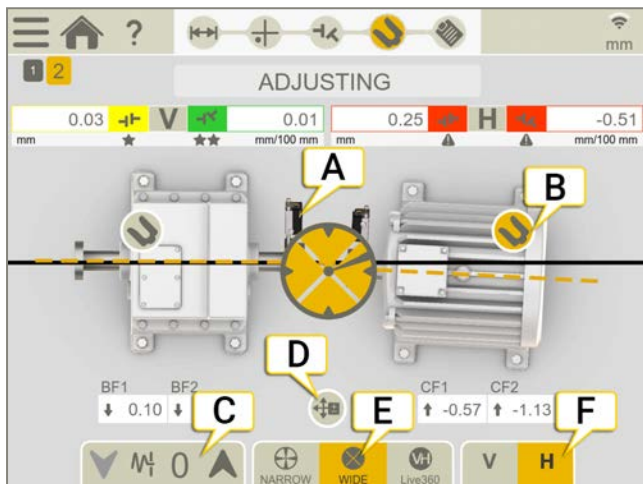 ?
mm
1 2
ADJUSTING
0.03 V 0.01 0.25 H -0.51
mm mm/100 mm mm mm/100 mm
A
B
D
BF1 BF2 CF1 CF2
0.10 -0.57 -1.13
C E F
0 NARROW WIDE VH Live360 V H